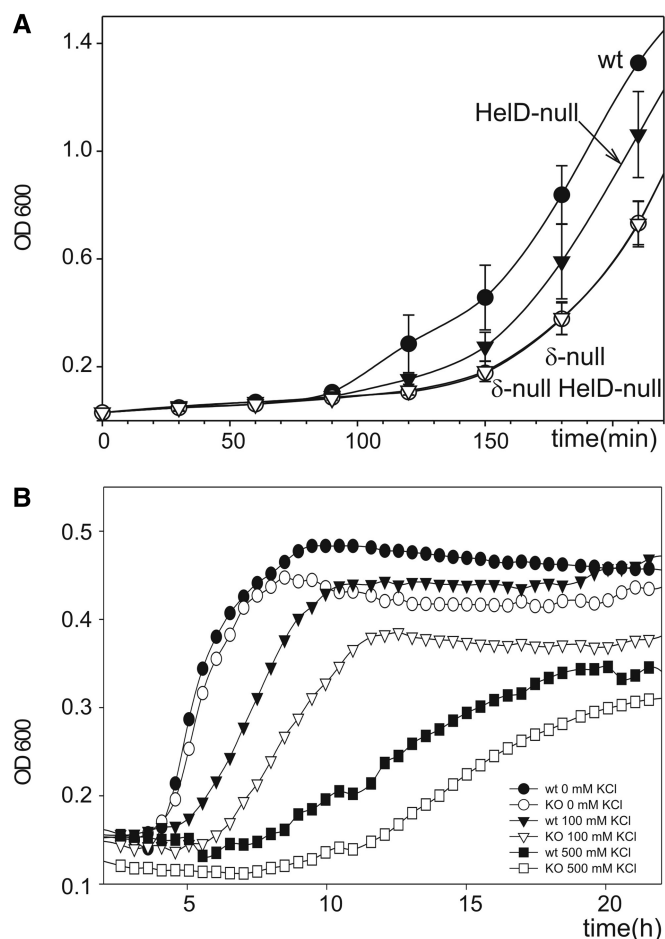 A
1.4
1.0
0.6
0.2
OD 600
wt
HelD-null
δ-null
δ-null HelD-null
0
50
100
150
time(min)
B
0.5
0.4
0.3
0.2
0.1
OD 600
wt 0 mM KCl
KO 0 mM KCl
wt 100 mM KCl
KO 100 mM KCl
wt 500 mM KCl
KO 500 mM KCl
5
10
15
20
time(h)